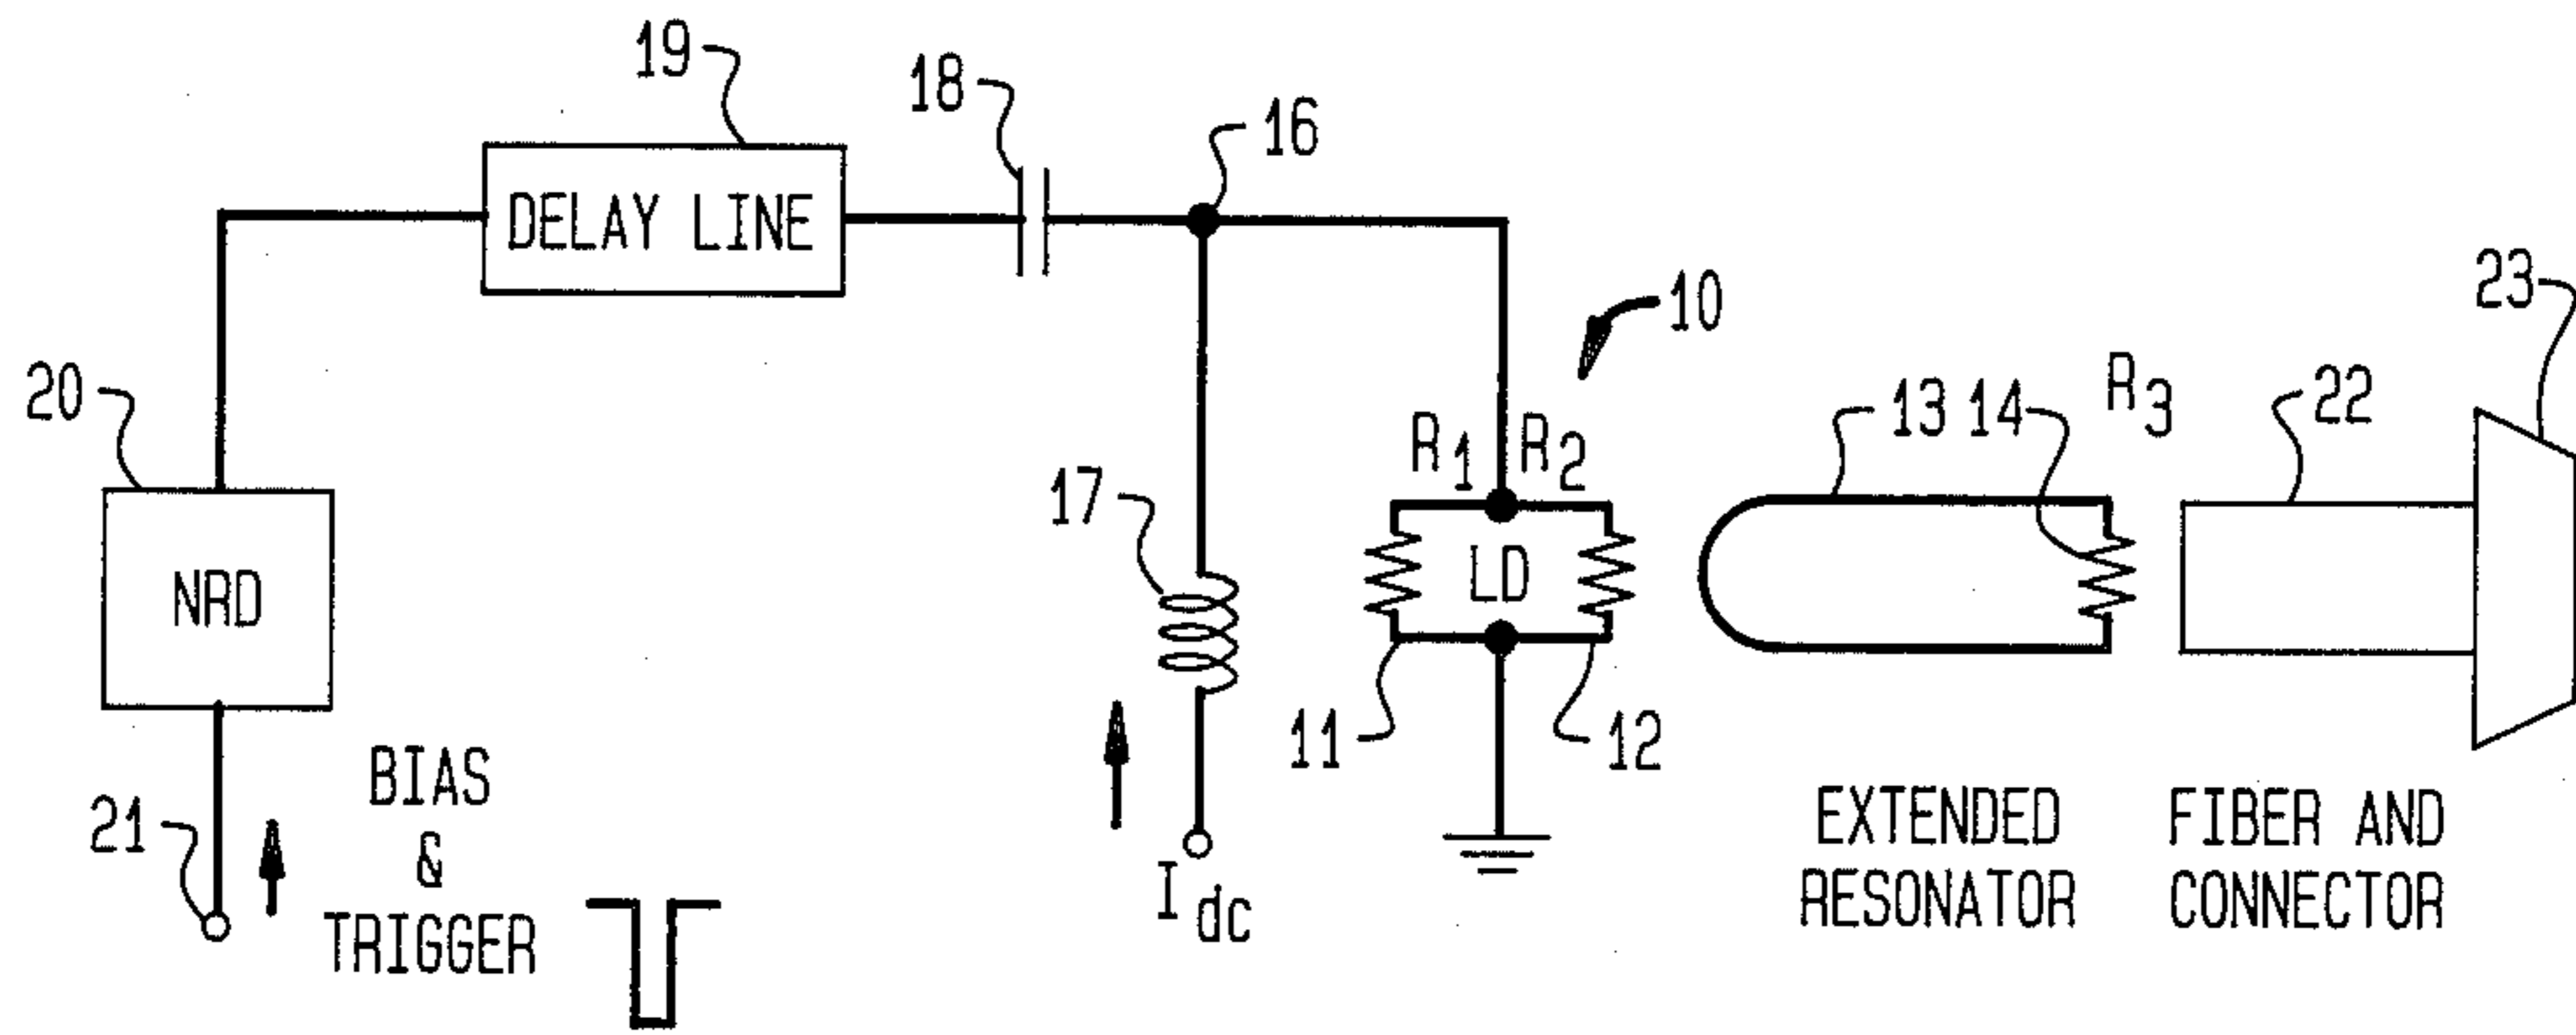 19
18
16
DELAY LINE
10
23
20
R1 R2
13 14
R3
22
17
LD
NRD
11
12
BIAS
&
TRIGGER
21
Idc
EXTENDED
RESONATOR
FIBER AND
CONNECTOR